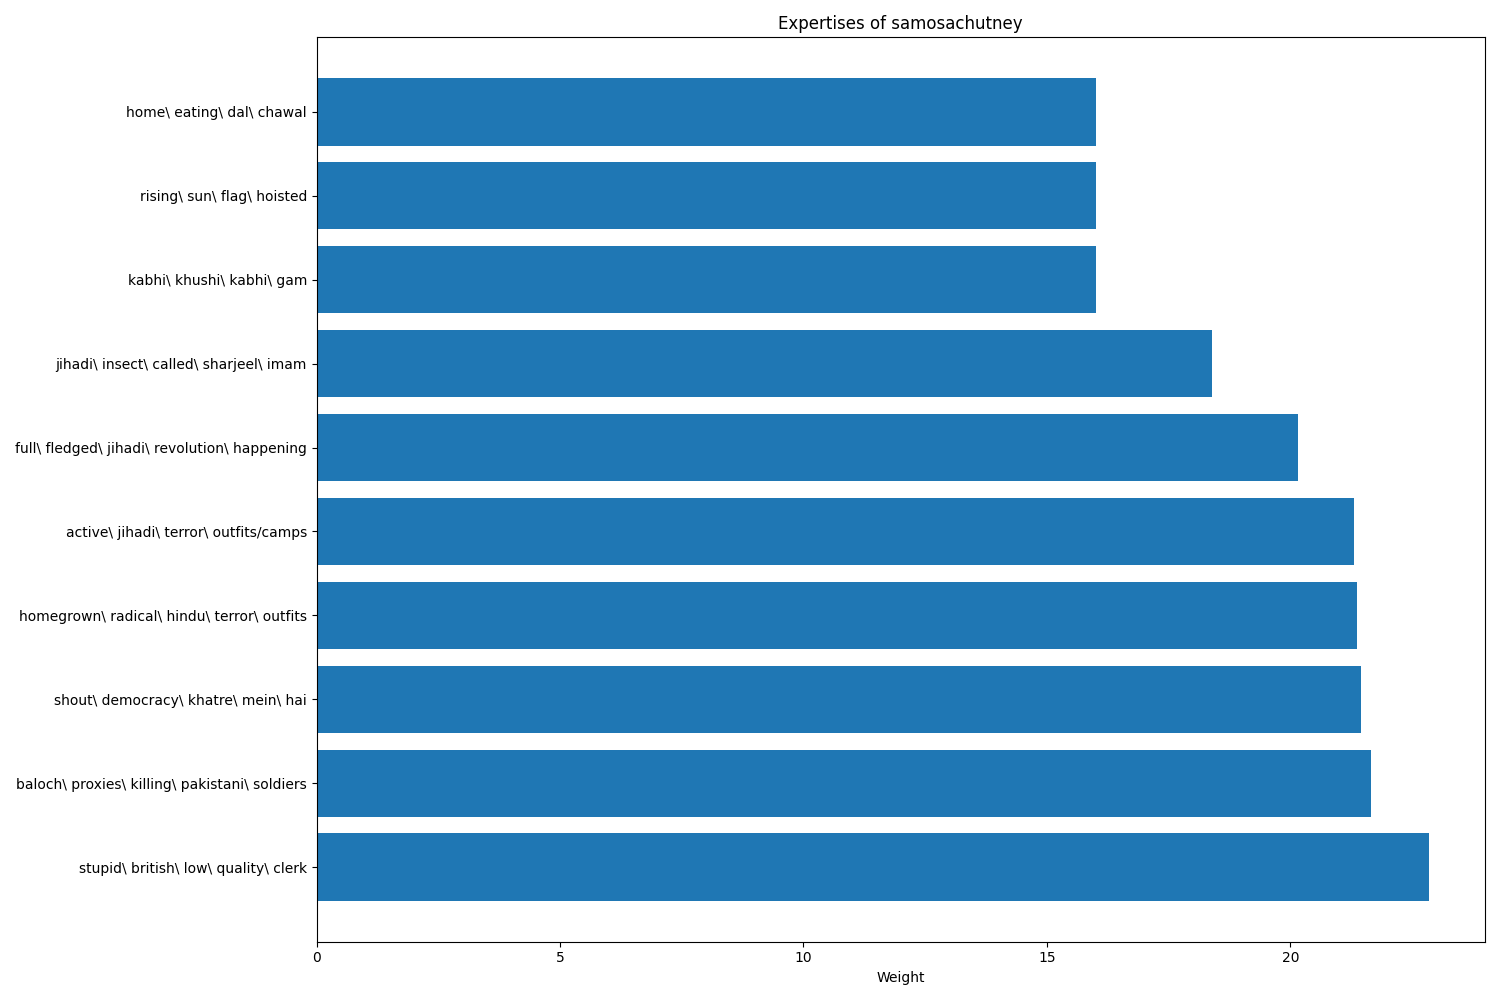 Expertises of samosachutney
home\ eating\ dal\ chawal
rising\ sun\ flag\ hoisted
kabhi\ khushi\ kabhi\ gam
jihadi\ insect\ called\ sharjeel\ imam
full\ fledged\ jihadi\ revolution\ happening
active\ jihadi\ terror\ outfits/camps
homegrown\ radical\ hindu\ terror\ outfits
shout\ democracy\ khatre\ mein\ hai
baloch\ proxies\ killing\ pakistani\ soldiers
stupid\ british\ low\ quality\ clerk
0 5 10 15 20
Weight